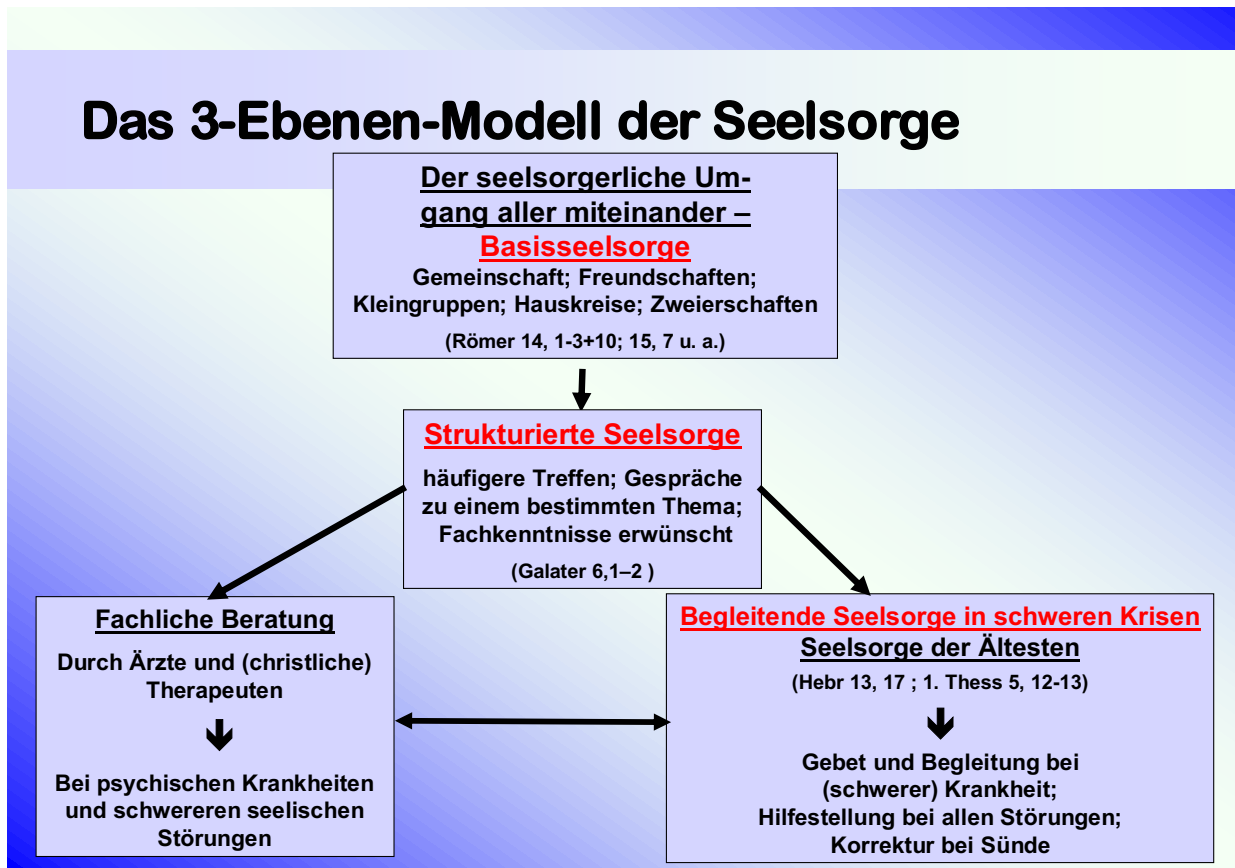 Das 3-Ebenen-Modell der Seelsorge
Der seelsorgerliche Um-
gang aller miteinander –
Basisseelsorge
Gemeinschaft; Freundschaften;
Kleingruppen; Hauskreise; Zweierschaften
(Römer 14, 1-3+10; 15, 7 u. a.)
Strukturierte Seelsorge
häufigere Treffen; Gespräche
zu einem bestimmten Thema;
Fachkenntnisse erwünscht
(Galater 6,1–2 )
Fachliche Beratung
Durch Ärzte und (christliche)
Therapeuten
Bei psychischen Krankheiten
und schwereren seelischen
Störungen
Begleitende Seelsorge in schweren Krisen
Seelsorge der Ältesten
(Hebr 13, 17 ; 1. Thess 5, 12-13)
Gebet und Begleitung bei
(schwerer) Krankheit;
Hilfestellung bei allen Störungen;
Korrektur bei Sünde